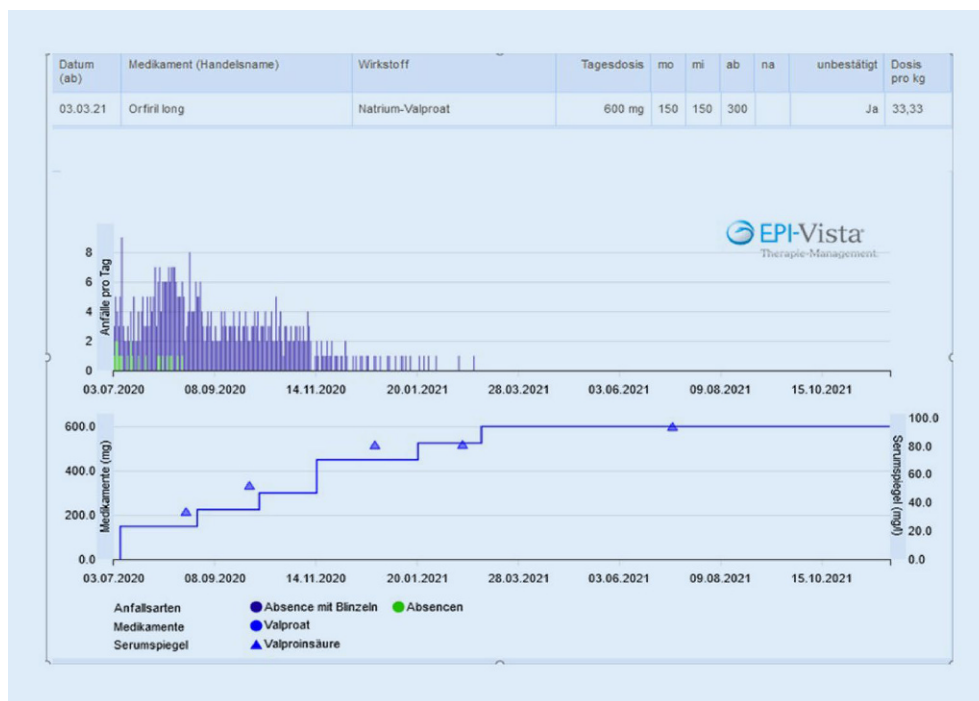 Datum (ab) Medikament (Handelsname) Wirkstoff Tagesdosis mo mi ab na unbestätigt Dosis pro kg
03.03.21 Orfiril long Natrium-Valproat 600 mg 150 150 300 Ja 33,33
EPI-Vista
Therapie-Management
Anfälle pro Tag
8
6
4
2
0
03.07.2020 08.09.2020 14.11.2020 20.01.2021 28.03.2021 03.06.2021 09.08.2021 15.10.2021
Medikamente (mg)
600.0
400.0
200.0
0.0
Serumspiegel (mg/l)
100.0
80.0
60.0
40.0
20.0
0.0
03.07.2020 08.09.2020 14.11.2020 20.01.2021 28.03.2021 03.06.2021 09.08.2021 15.10.2021
Anfallsarten Absence mit Blinzeln Absencen
Medikamente Valproat
Serumspiegel Valproinsäure